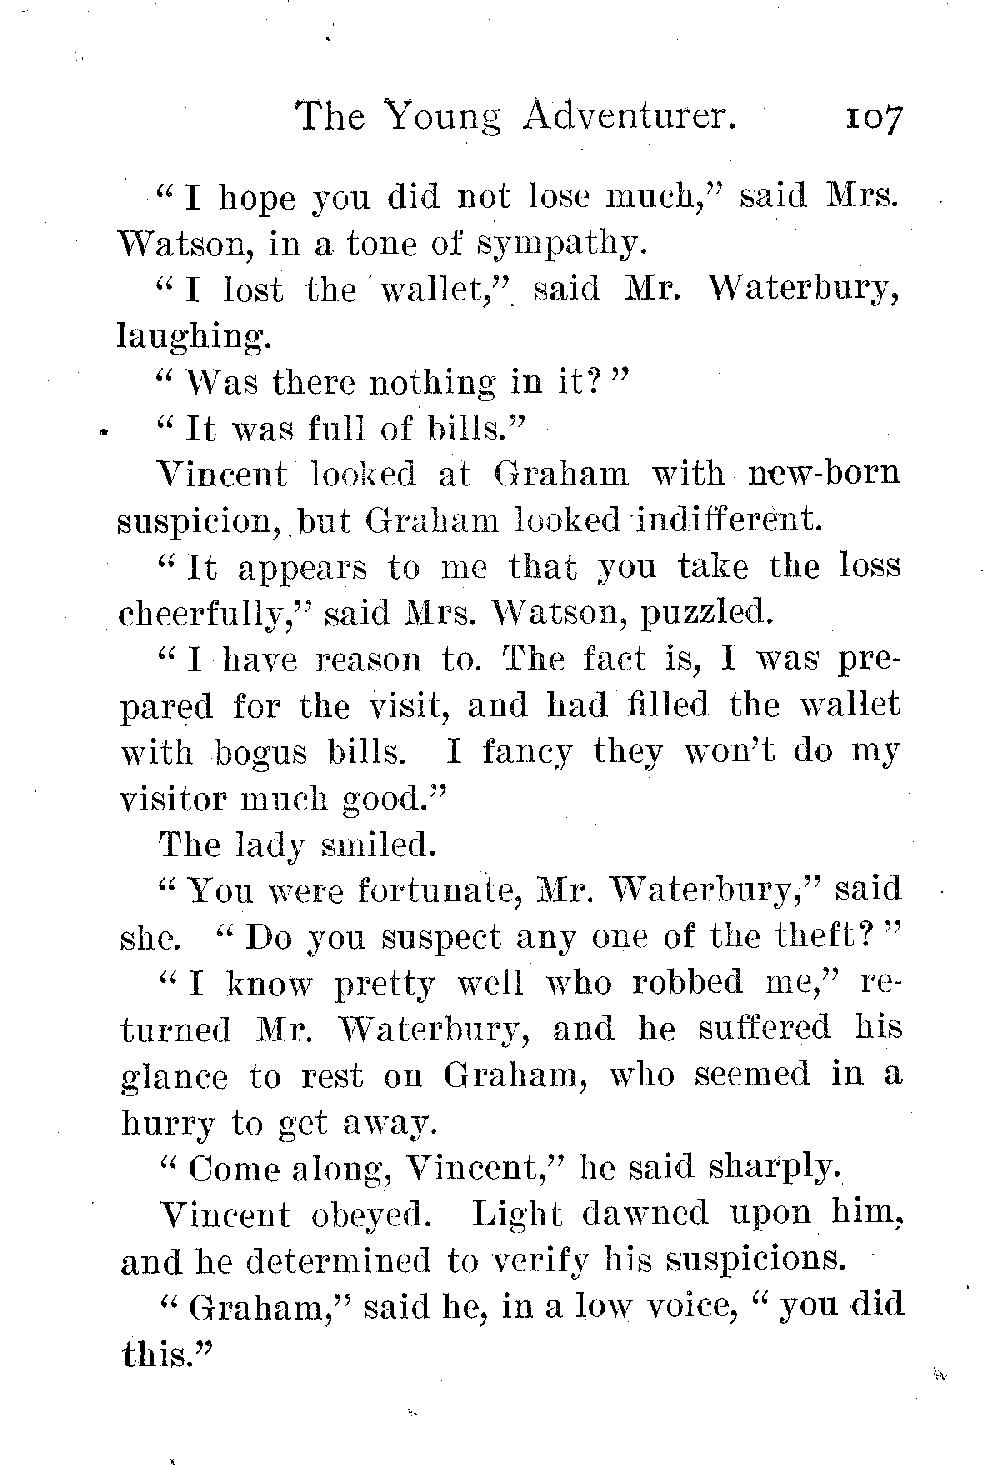 The Young Adventurer. 107
“ I hope you did not lose much,” said Mrs.
Watson, in a tone of sympathy.
“ I lost the wallet,” said Mr. Waterbury,
laughing.
“ Was there nothing in it? ”
“ It was full of bills.”
Vincent looked at Graham with new-born
suspicion, but Graham looked indifferent.
“ It appears to me that you take the loss
cheerfully,” said Mrs. Watson, puzzled.
“ I have reason to. The fact is, I was pre-
pared for the visit, and had filled the wallet
with bogus bills. I fancy they won’t do my
visitor much good.”
The lady smiled.
“ You were fortunate, Mr. Waterbury,” said
she. “ Do you suspect any one of the theft? ”
“ I know pretty well who robbed me,” re-
turned Mr. Waterbury, and he suffered his
glance to rest on Graham, who seemed in a
hurry to get away.
“ Come along, Vincent,” he said sharply.
Vincent obeyed. Light dawned upon him,
and he determined to verify his suspicions.
“ Graham,” said he, in a low voice, “ you did
this.”